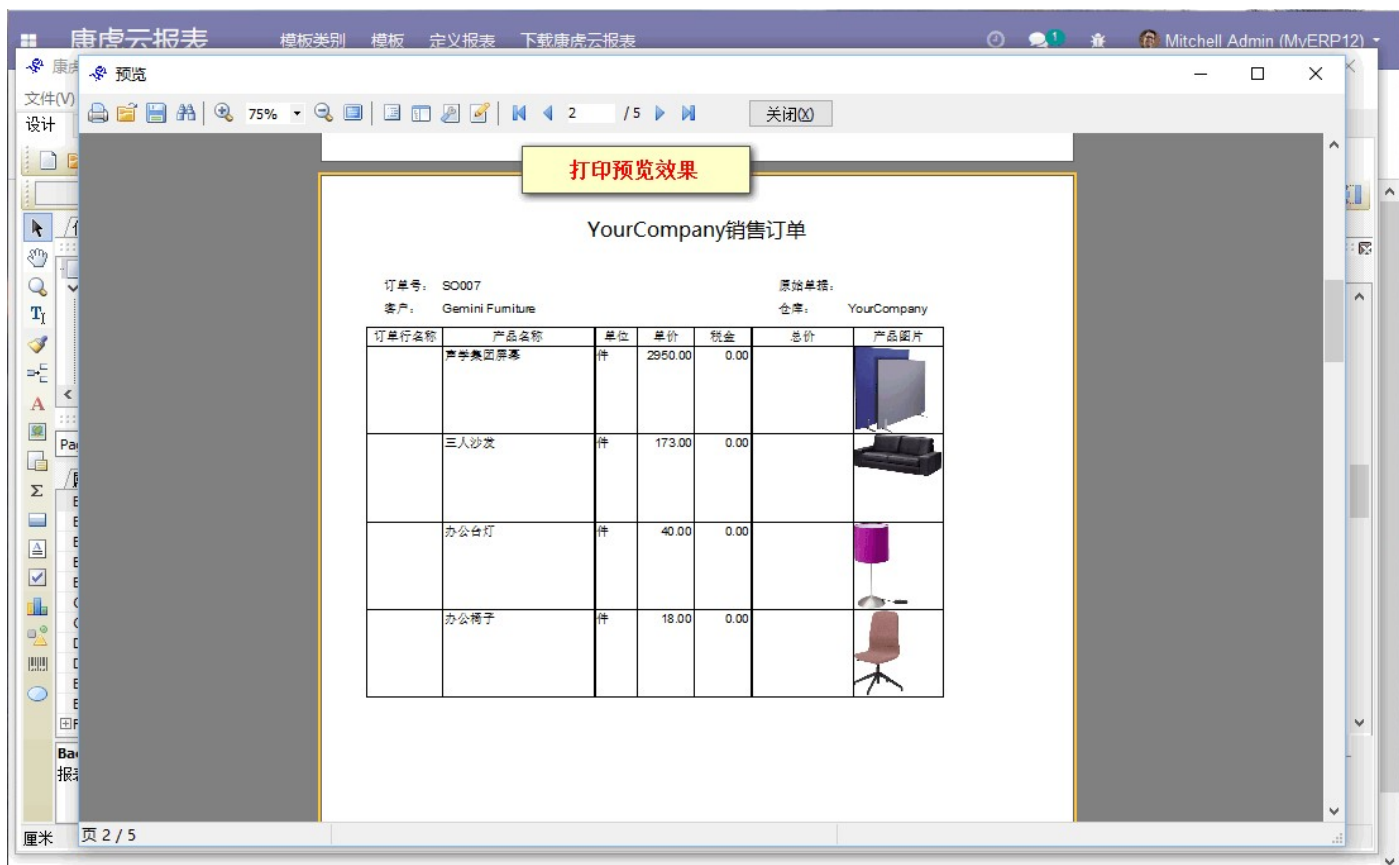 康虎云报表 模板类别 模板 定义报表 下载康虎云报表 1 Mitchell Admin (MyERP12)
预览
文件(V)
75% 2 / 5 关闭(X)
设计
打印预览效果
YourCompany销售订单
订单号: SO007 原始单据:
客户: Gemini Furniture 仓库: YourCompany
订单行名称 产品名称 单位 单价 税金 总价 产品图片
声学集团屏幕 件 2950.00 0.00
三人沙发 件 173.00 0.00
办公台灯 件 40.00 0.00
办公椅子 件 18.00 0.00
厘米
页 2 / 5